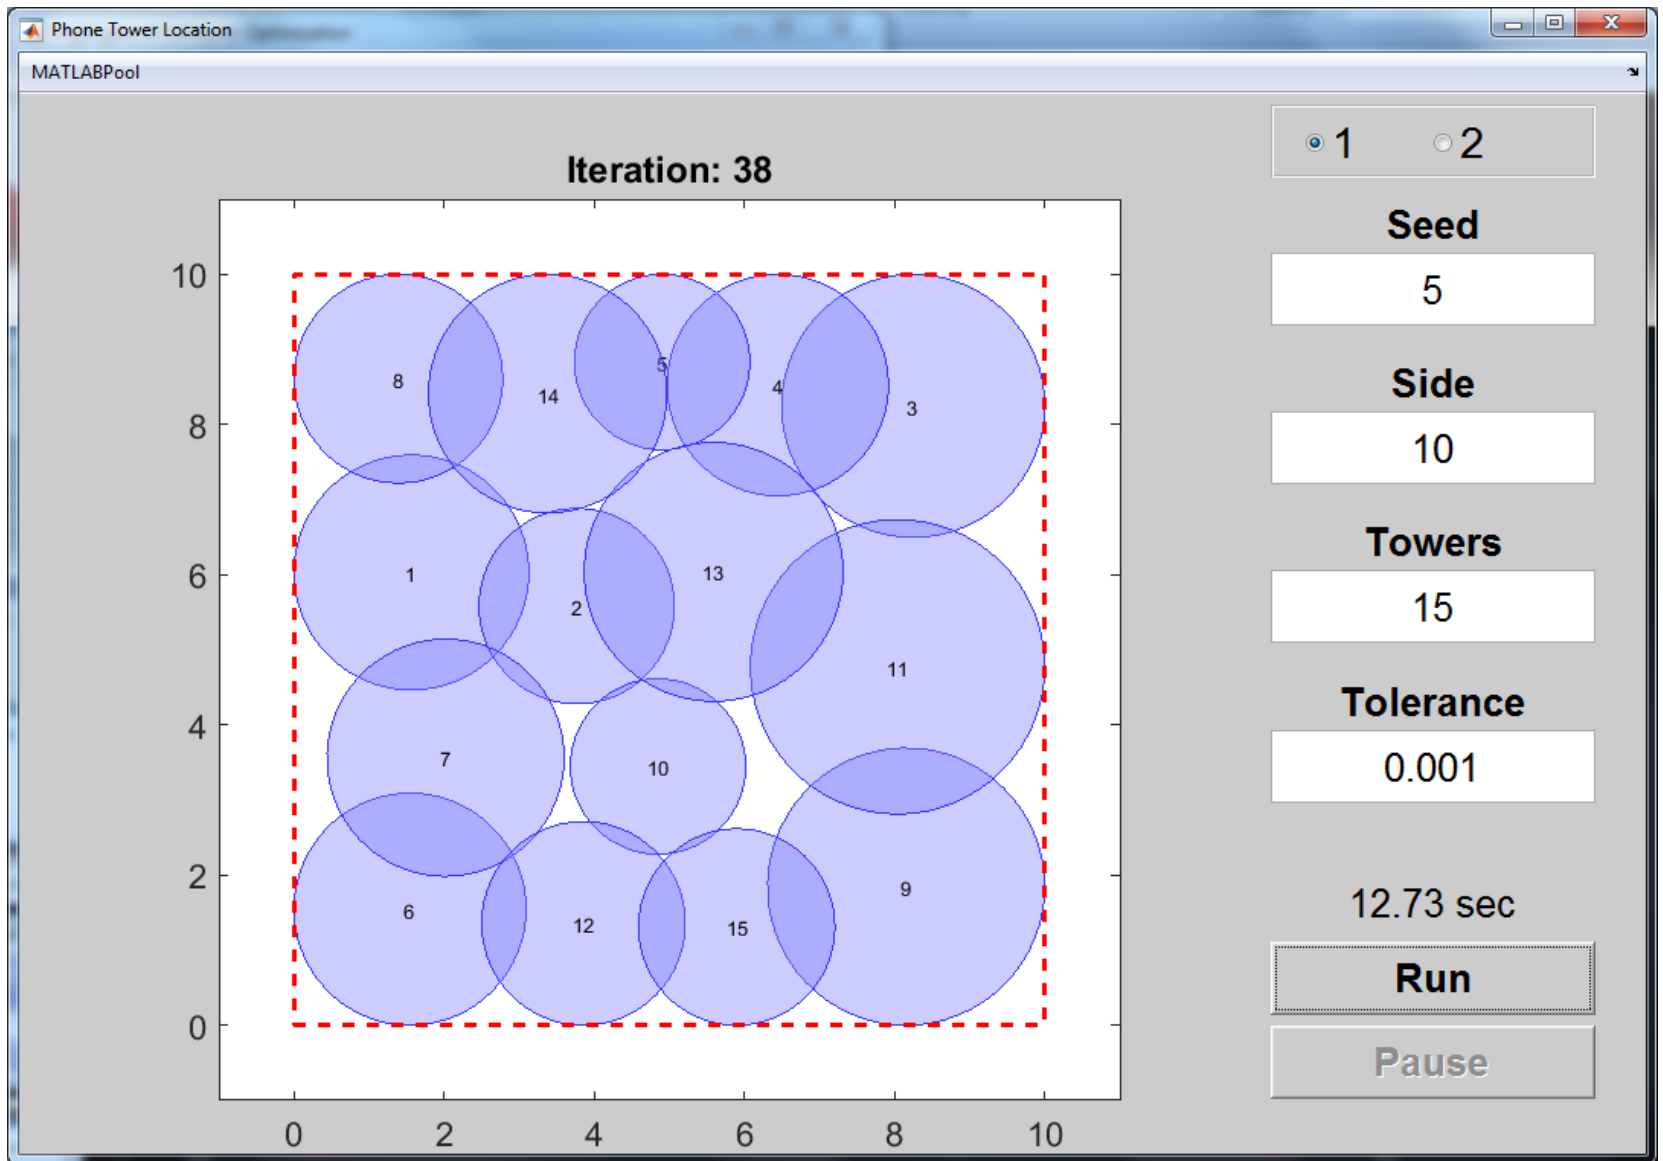 Phone Tower Location
MATLABPool
1 2
Iteration: 38
Seed
5
Side
10
Towers
15
Tolerance
0.001
12.73 sec
Run
Pause
10
8
6
4
2
0
0 2 4 6 8 10
8 14 5 4 3
1 2 13
11
7 10
6 12 15 9